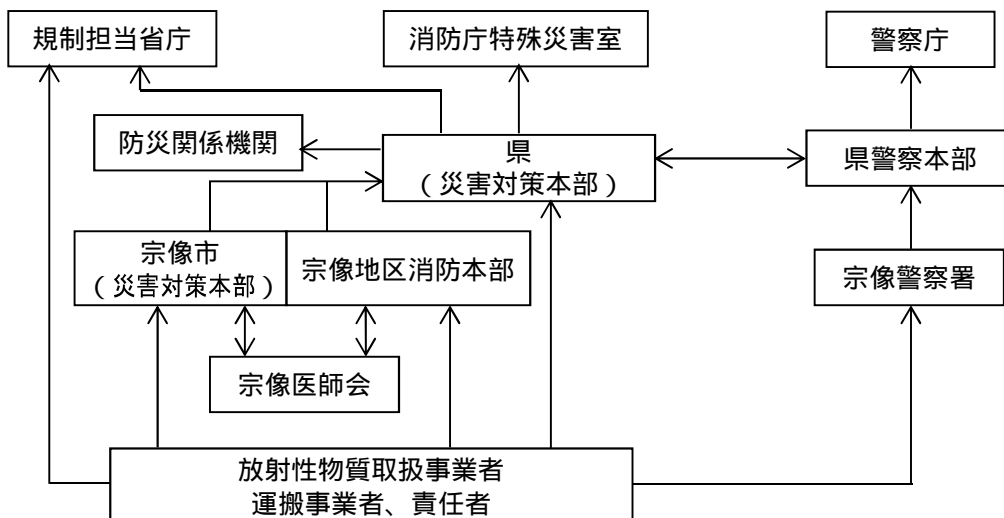 規制担当省庁
消防庁特殊災害室
警察庁
防災関係機関
県
（災害対策本部）
県警察本部
宗像市
（災害対策本部）
宗像地区消防本部
宗像警察署
宗像医師会
放射性物質取扱事業者
運搬事業者、責任者